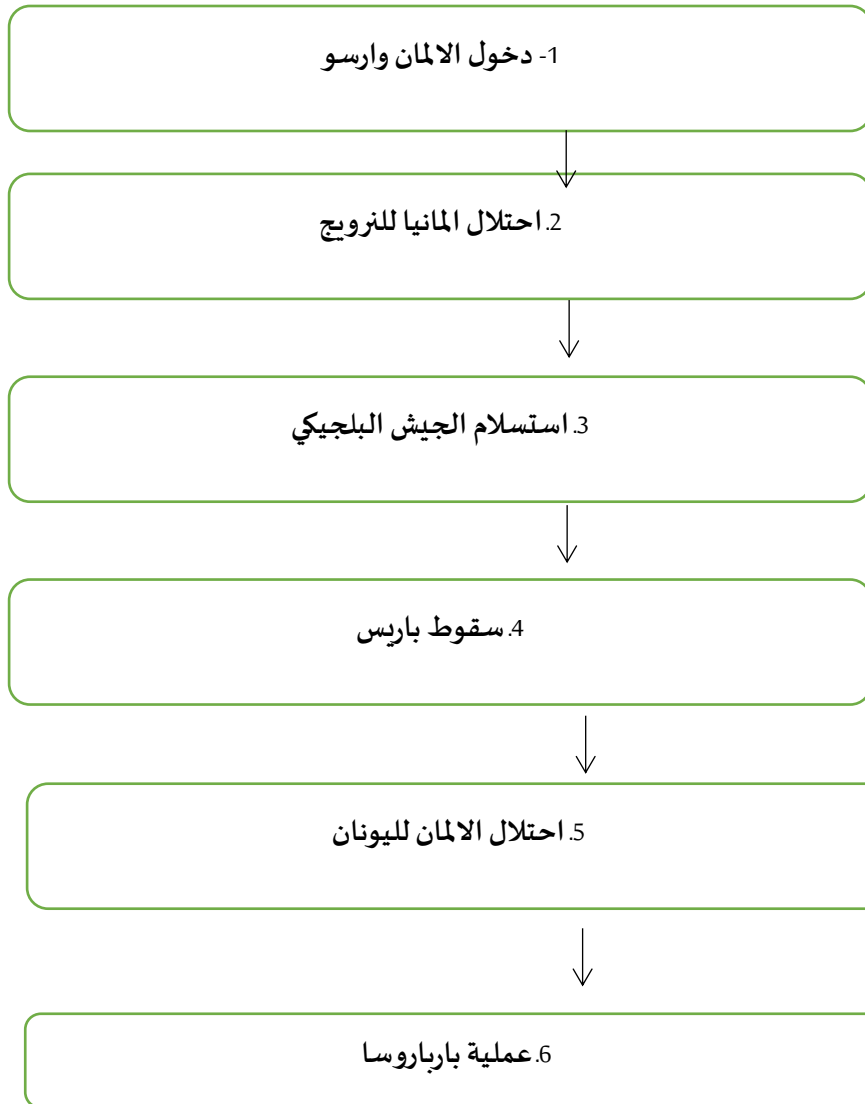 1- دخول الالمان وارسو
2. احتلال المانيا للنرويج
3. استسلام الجيش البلجيكي
4. سقوط باريس
5. احتلال الالمان لليونان
6. عملية بارباروسا